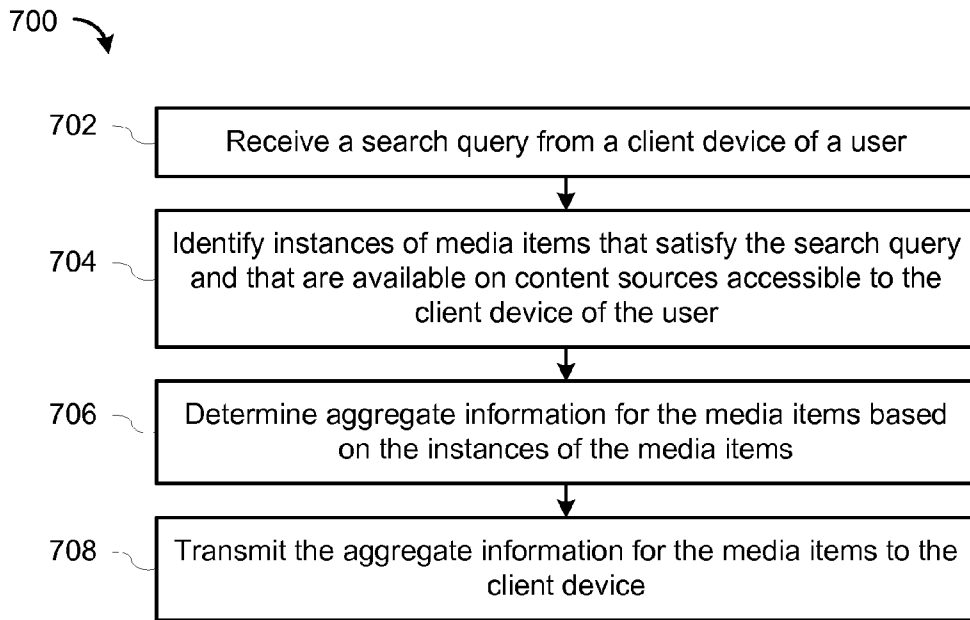 700
702
Receive a search query from a client device of a user
704
Identify instances of media items that satisfy the search query
and that are available on content sources accessible to the
client device of the user
706
Determine aggregate information for the media items based
on the instances of the media items
708
Transmit the aggregate information for the media items to the
client device